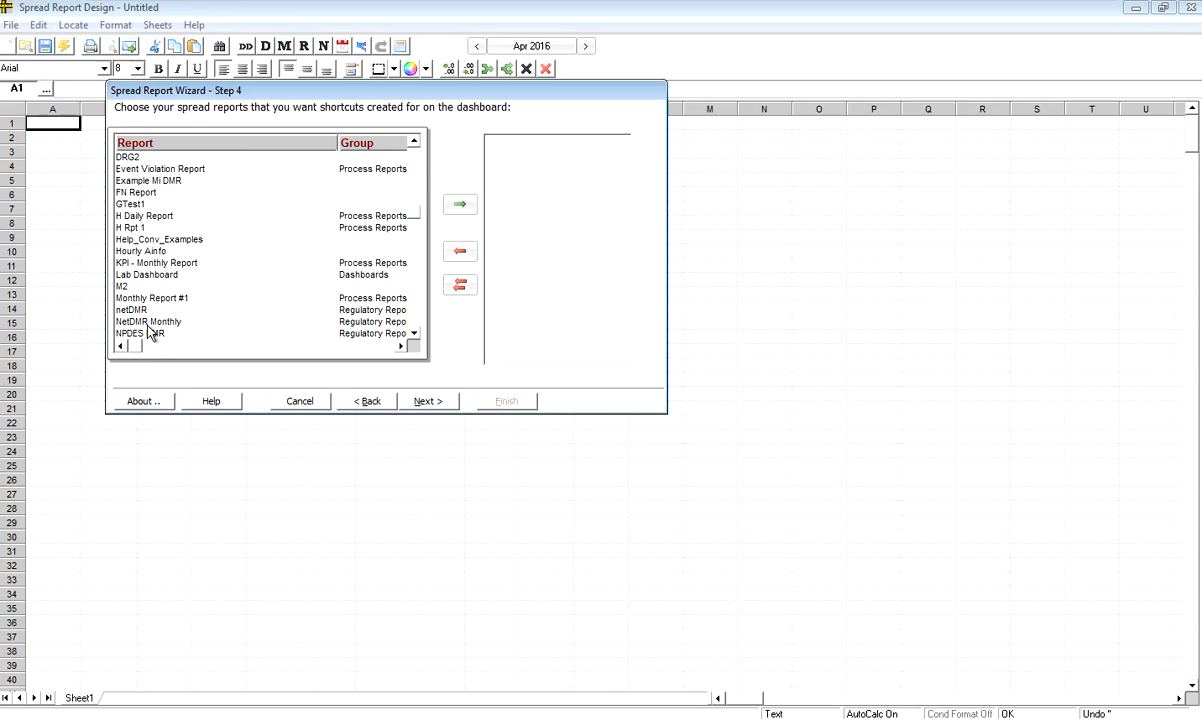 Spread Report Design - Untitled
File Edit Locate Format Sheets Help
DD D M R N < Apr 2016 >
Arial 8 B I U
A1 ...
Spread Report Wizard - Step 4
Choose your spread reports that you want shortcuts created for on the dashboard:
A M N O P Q R S T U
Report Group
DRG2
Event Violation Report Process Reports
Example Mi DMR
FN Report
GTest1
H Daily Report Process Reports
H Rpt 1 Process Reports
Help_Conv_Examples
Hourly Ainfo
KPI - Monthly Report Process Reports
Lab Dashboard Dashboards
M2
Monthly Report #1 Process Reports
netDMR Regulatory Repo
NetDMR Monthly Regulatory Repo
NPDES DMR Regulatory Repo
About .. Help Cancel < Back Next > Finish
1
2
3
4
5
6
7
8
9
10
11
12
13
14
15
16
17
18
19
20
21
22
23
24
25
26
27
28
29
30
31
32
33
34
35
36
37
38
39
40
Sheet1
Text AutoCalc On Cond Format Off OK Undo "